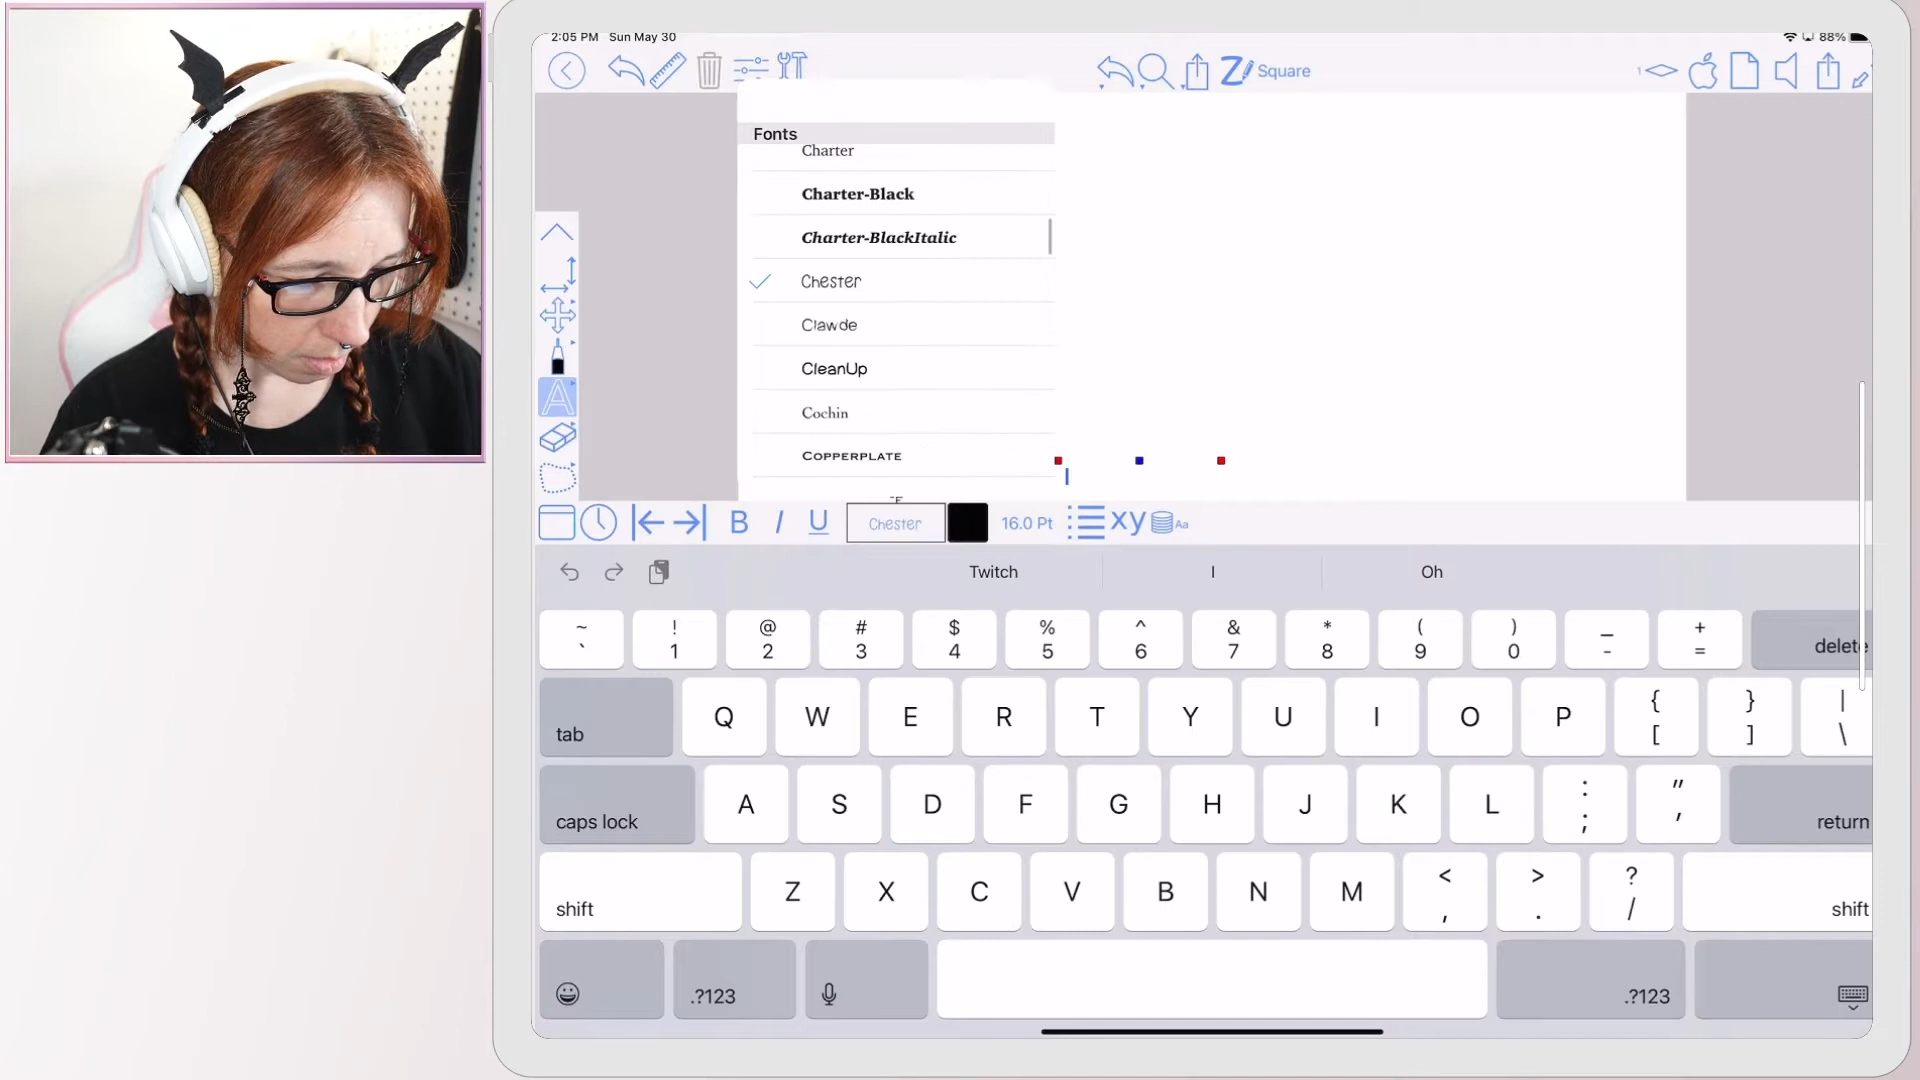 2:05 PM Sun May 30
88%
Square
1
Fonts
Charter
Charter-Black
Charter-BlackItalic
Chester
Clawde
CleanUp
Cochin
COPPERPLATE
A
B I U Chester 16.0 Pt xy Aa
Twitch I Oh
~ ! @ # $ % ^ & * ( ) _ +
` 1 2 3 4 5 6 7 8 9 0 - = delete
tab Q W E R T Y U I O P { [ } ] | \
caps lock A S D F G H J K L : ; " ' return
shift Z X C V B N M < , > . ? / shift
.?123 .?123